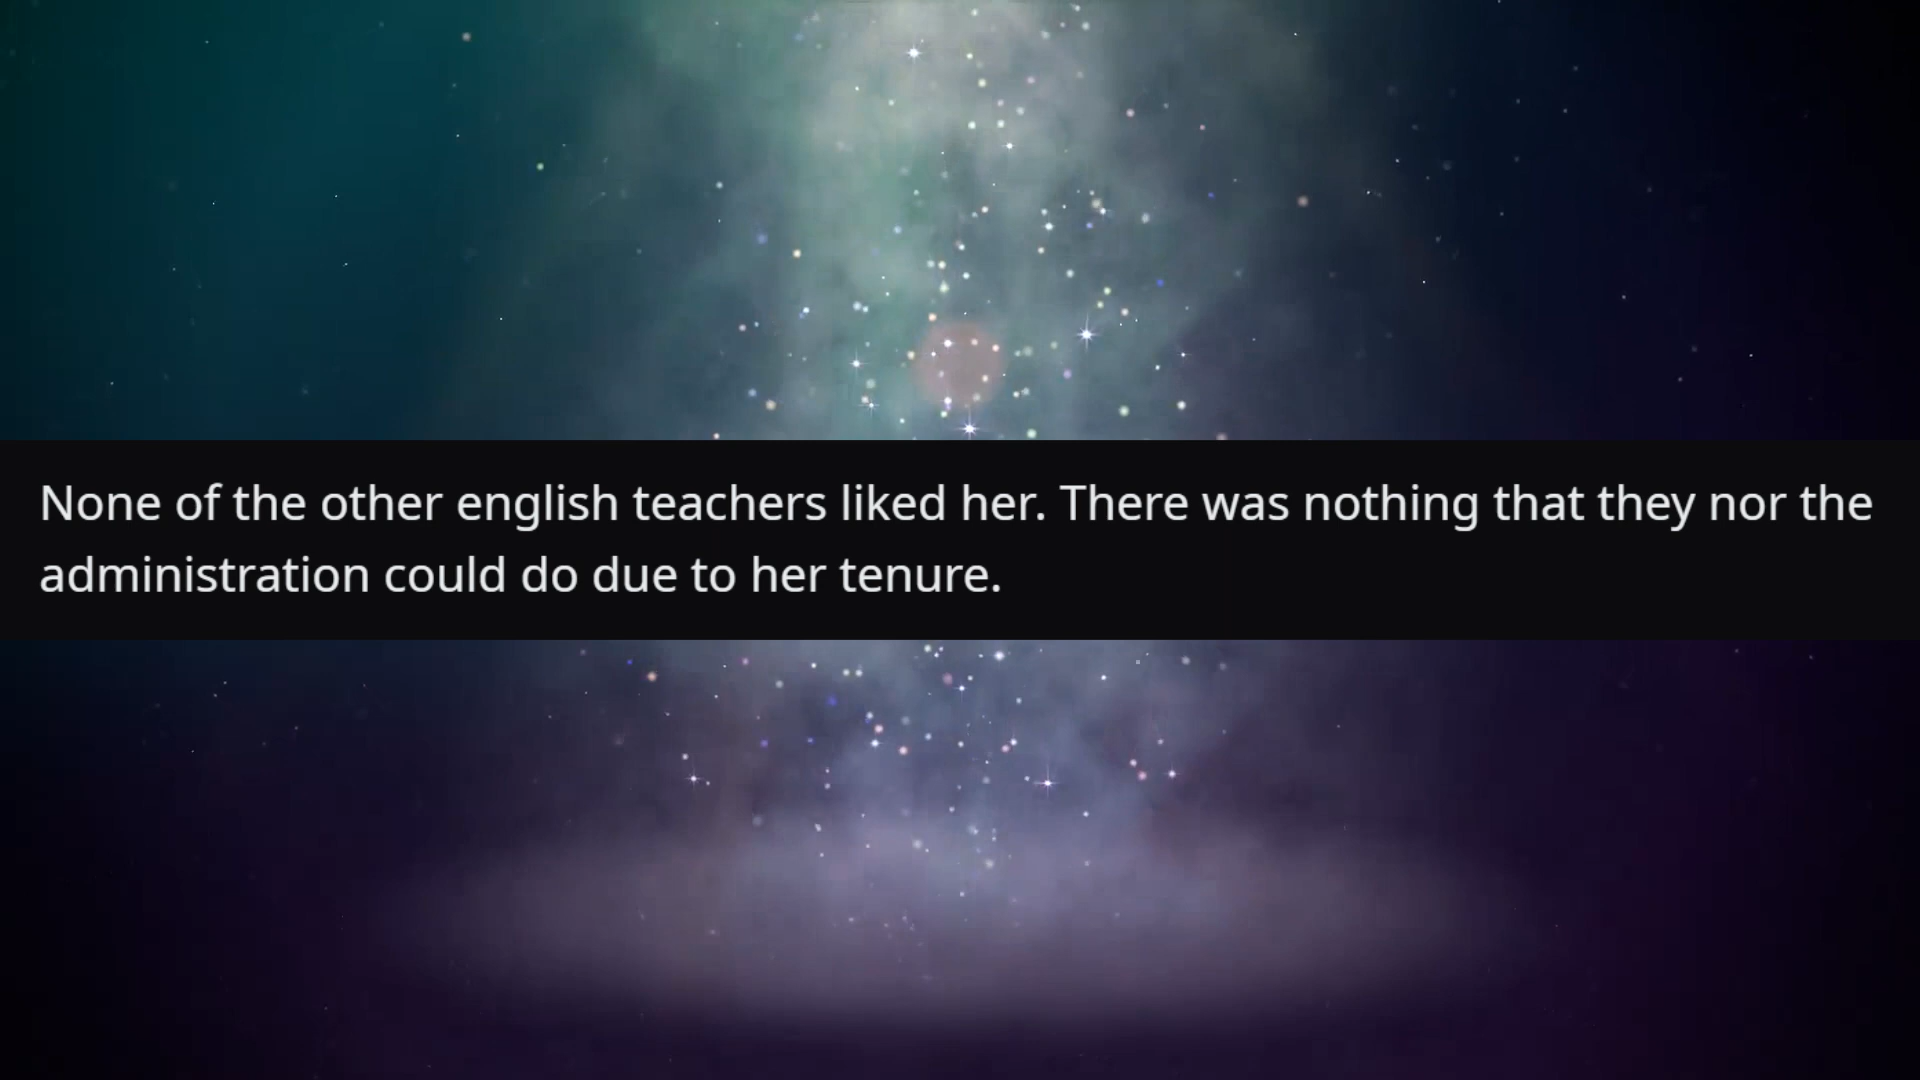 None of the other english teachers liked her. There was nothing that they nor the
administration could do due to her tenure.